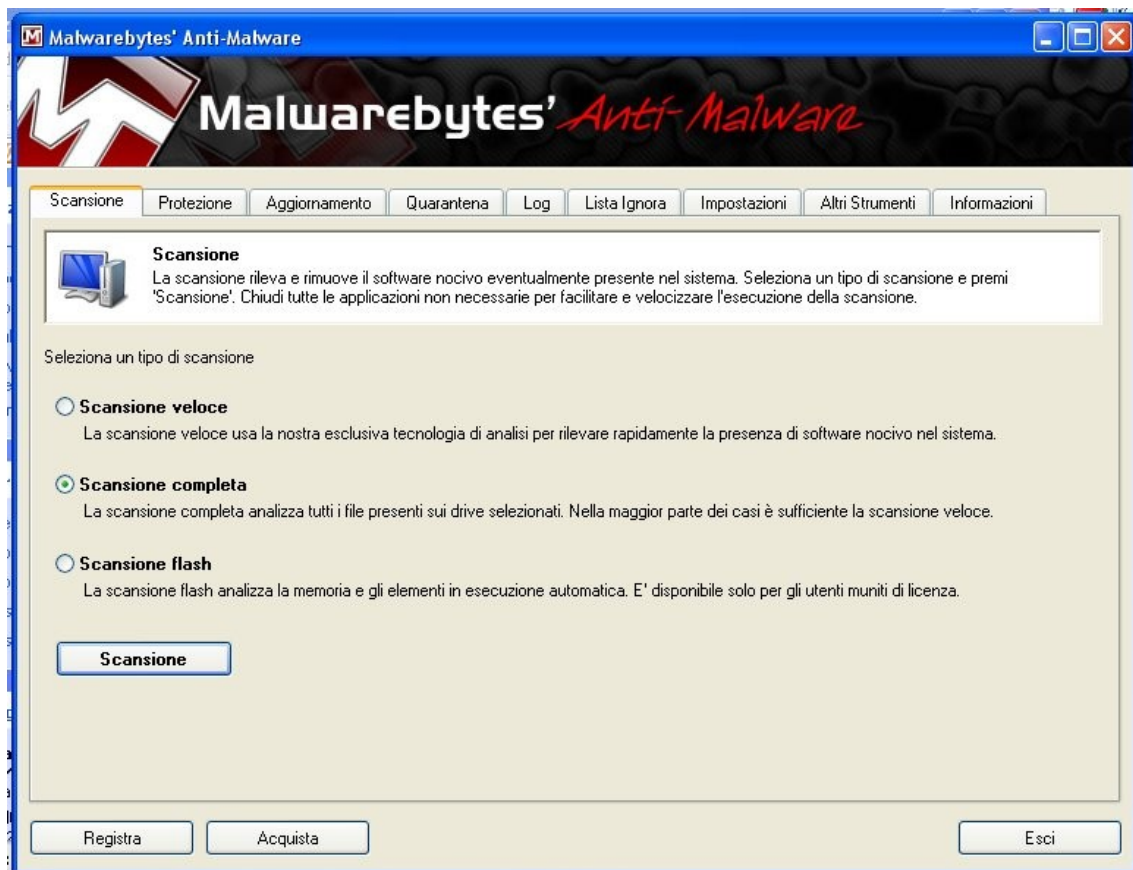 Malwarebytes' Anti-Malware
Malwarebytes' Anti-Malware
Scansione Protezione Aggiornamento Quarantena Log Lista Ignora Impostazioni Altri Strumenti Informazioni
Scansione
La scansione rileva e rimuove il software nocivo eventualmente presente nel sistema. Seleziona un tipo di scansione e premi
'Scansione'. Chiudi tutte le applicazioni non necessarie per facilitare e velocizzare l'esecuzione della scansione.
Seleziona un tipo di scansione
Scansione veloce
La scansione veloce usa la nostra esclusiva tecnologia di analisi per rilevare rapidamente la presenza di software nocivo nel sistema.
Scansione completa
La scansione completa analizza tutti i file presenti sui drive selezionati. Nella maggior parte dei casi è sufficiente la scansione veloce.
Scansione flash
La scansione flash analizza la memoria e gli elementi in esecuzione automatica. E' disponibile solo per gli utenti muniti di licenza.
Scansione
Registra Acquista Esci